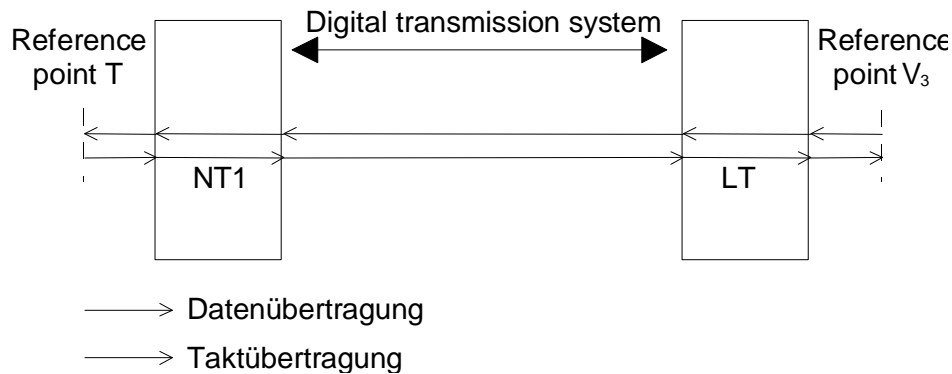 Digital transmission system
Reference
point T
Reference
point V₃
NT1
LT
Datenübertragung
Taktübertragung